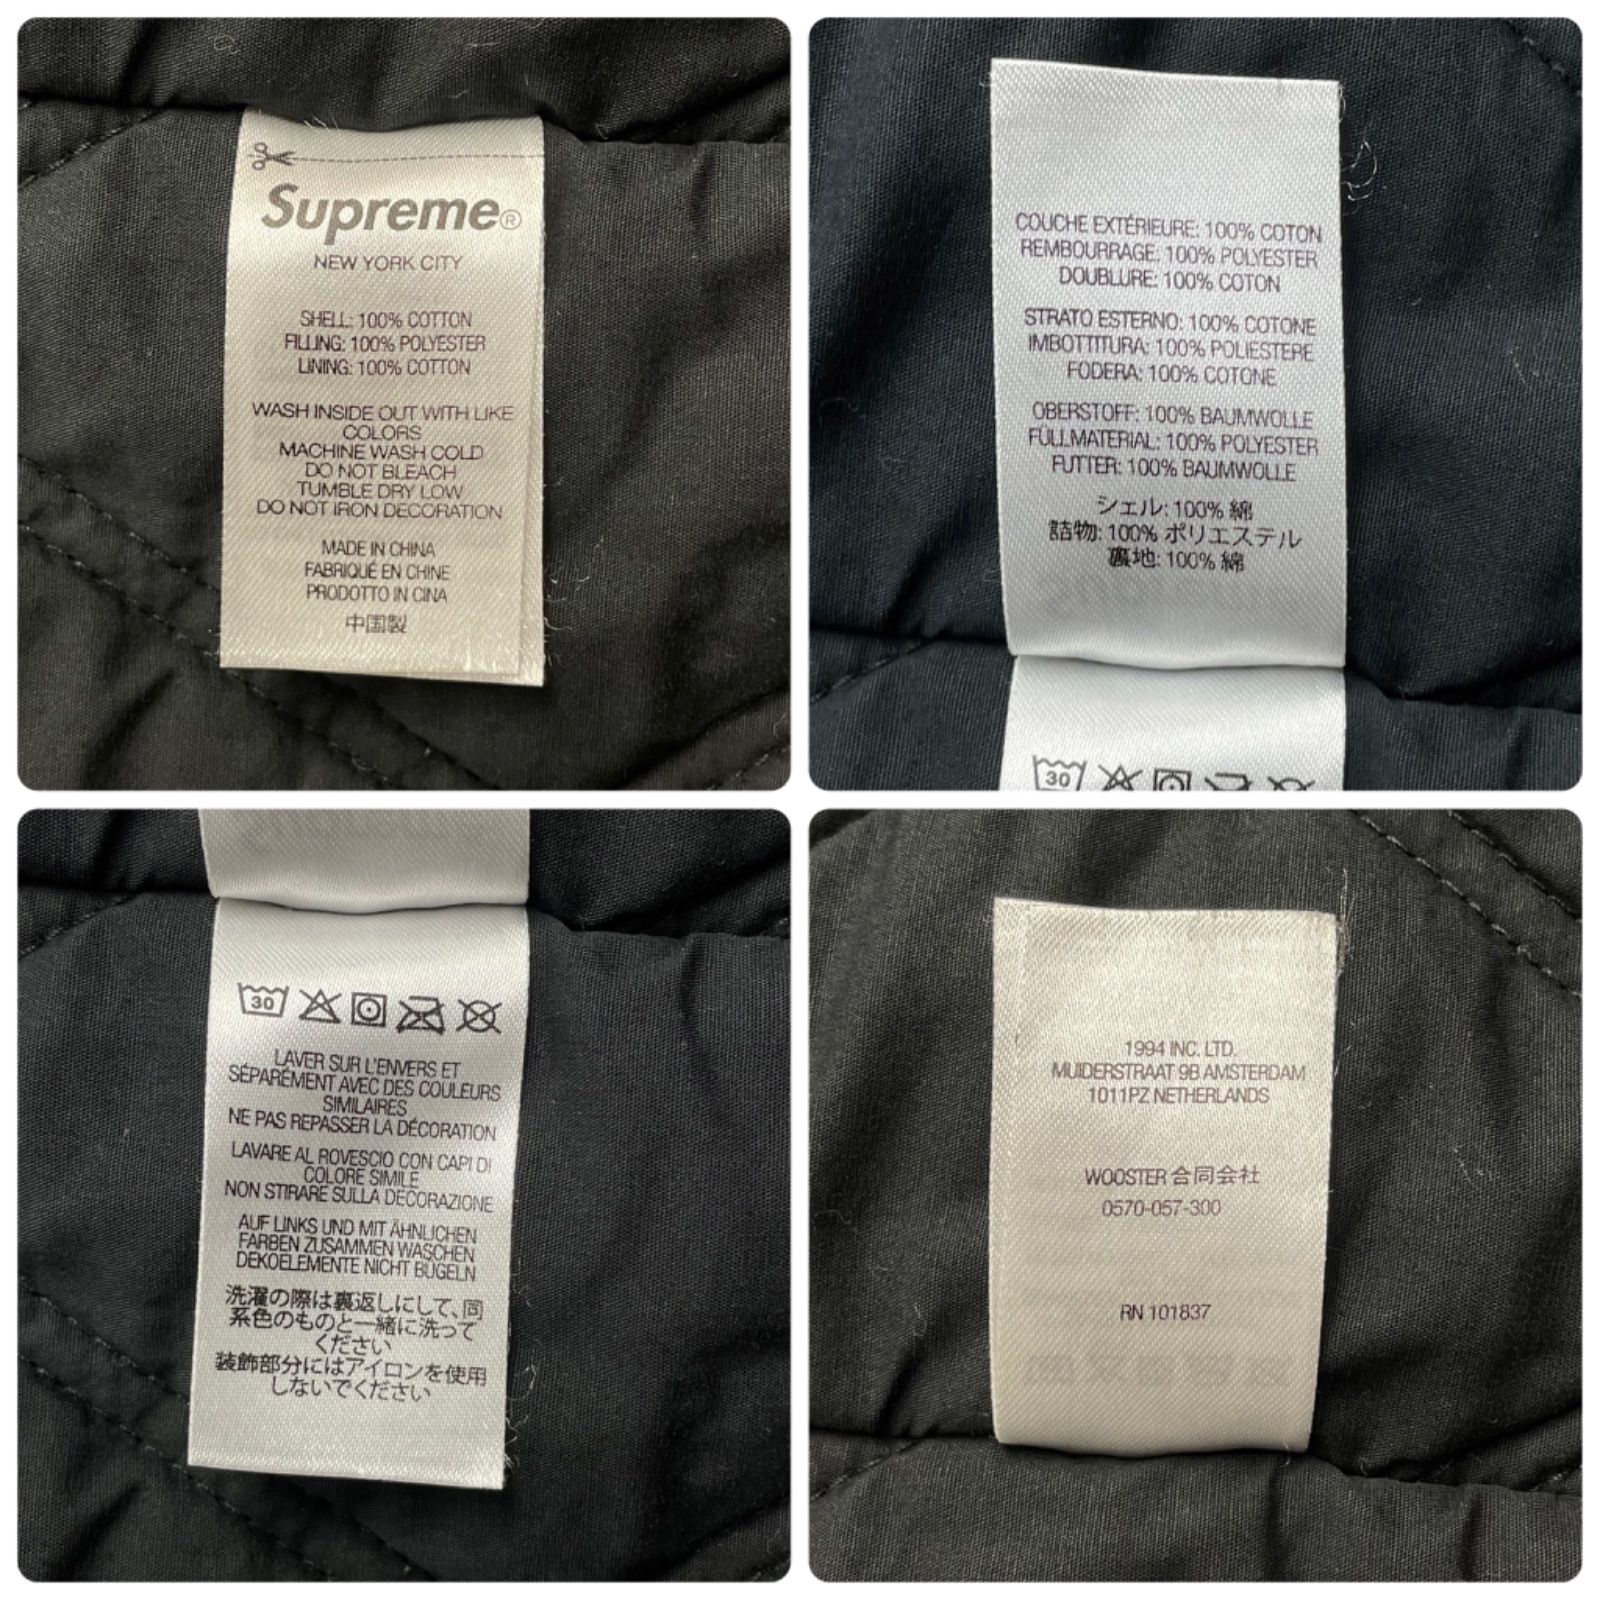 Supreme®
NEW YORK CITY
SHELL: 100% COTTON
FILLING: 100% POLYESTER
LINING: 100% COTTON
WASH INSIDE OUT WITH LIKE
COLORS
MACHINE WASH COLD
DO NOT BLEACH
TUMBLE DRY LOW
DO NOT IRON DECORATION
MADE IN CHINA
FABRIQUÉ EN CHINE
PRODOTTO IN CINA
中国製
COUCHE EXTÉRIEURE: 100% COTON
REMBOURRAGE: 100% POLYESTER
DOUBLURE: 100% COTON
STRATO ESTERNO: 100% COTONE
IMBOTTITURA: 100% POLIESTERE
FODERA: 100% COTONE
OBERSTOFF: 100% BAUMWOLLE
FÜLLMATERIAL: 100% POLYESTER
FUTTER: 100% BAUMWOLLE
シェル: 100% 綿
詰物: 100% ポリエステル
裏地: 100% 綿
30
30
LAVER SUR L'ENVERS ET
SÉPARÉMENT AVEC DES COULEURS
SIMILAIRES
NE PAS REPASSER LA DÉCORATION
LAVARE AL ROVESCIO CON CAPI DI
COLORE SIMILE
NON STIRARE SULLA DECORAZIONE
AUF LINKS UND MIT ÄHNLICHEN
FARBEN ZUSAMMEN WASCHEN
DEKOELEMENTE NICHT BÜGELN
洗濯の際は裏返しにして、同
系色のものと一緒に洗って
ください
装飾部分にはアイロンを使用
しないでください
1994 INC. LTD.
MUIDERSTRAAT 9B AMSTERDAM
1011PZ NETHERLANDS
WOOSTER 合同会社
0570-057-300
RN 101837